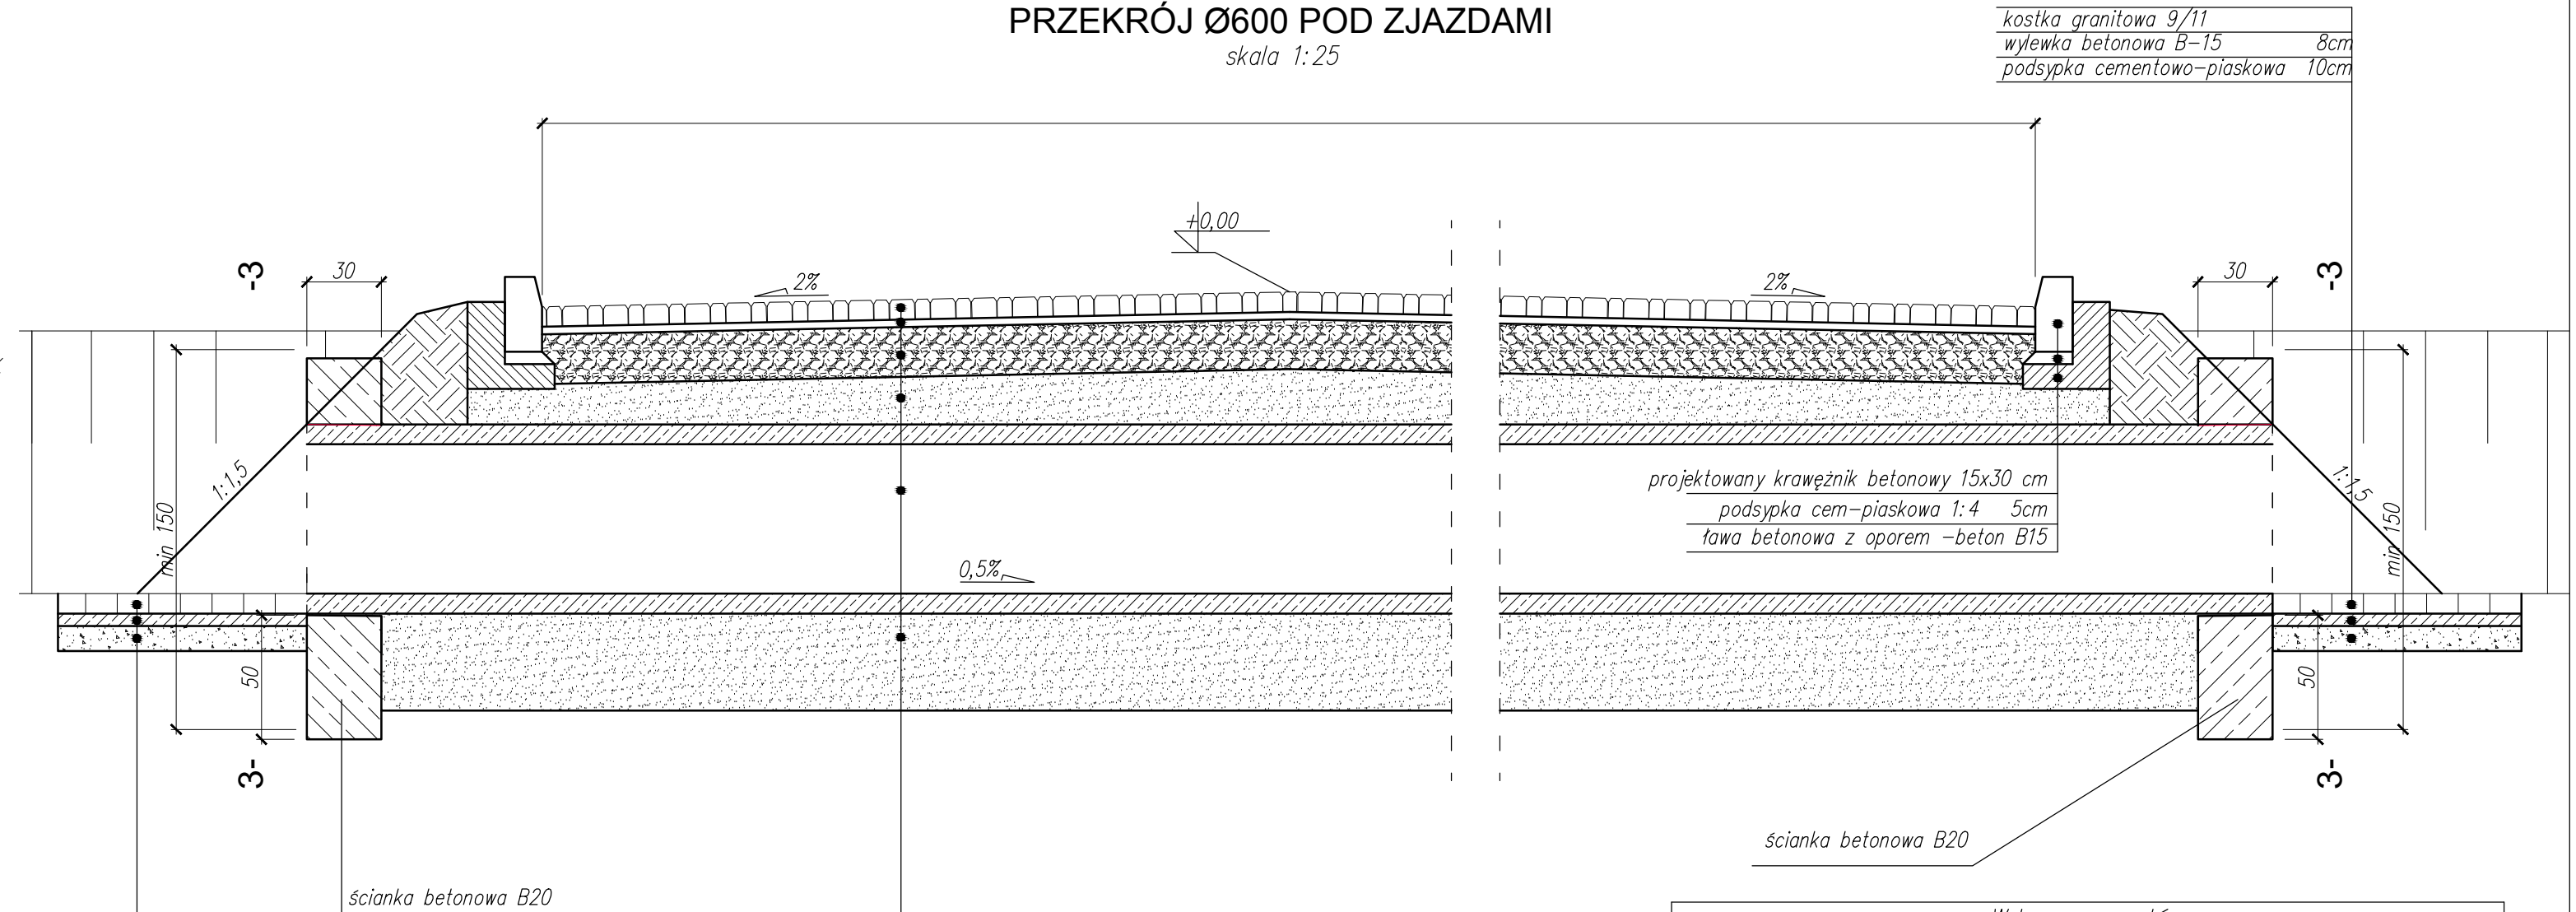 PRZEKRÓJ Ø600 POD ZJAZDAMI
skala 1:25
kostka granitowa 9/11
wylewka betonowa B-15 8cm
podsypka cementowo-piaskowa 10cm
+0,00
-3
30
2%
2%
30
-3
1:1,5
min 150
projektowany krawężnik betonowy 15x30 cm
podsypka cem-piaskowa 1:4 5cm
ława betonowa z oporem -beton B15
1:1,5
min 150
0,5%
50
50
3-
3-
ścianka betonowa B20
ścianka betonowa B20